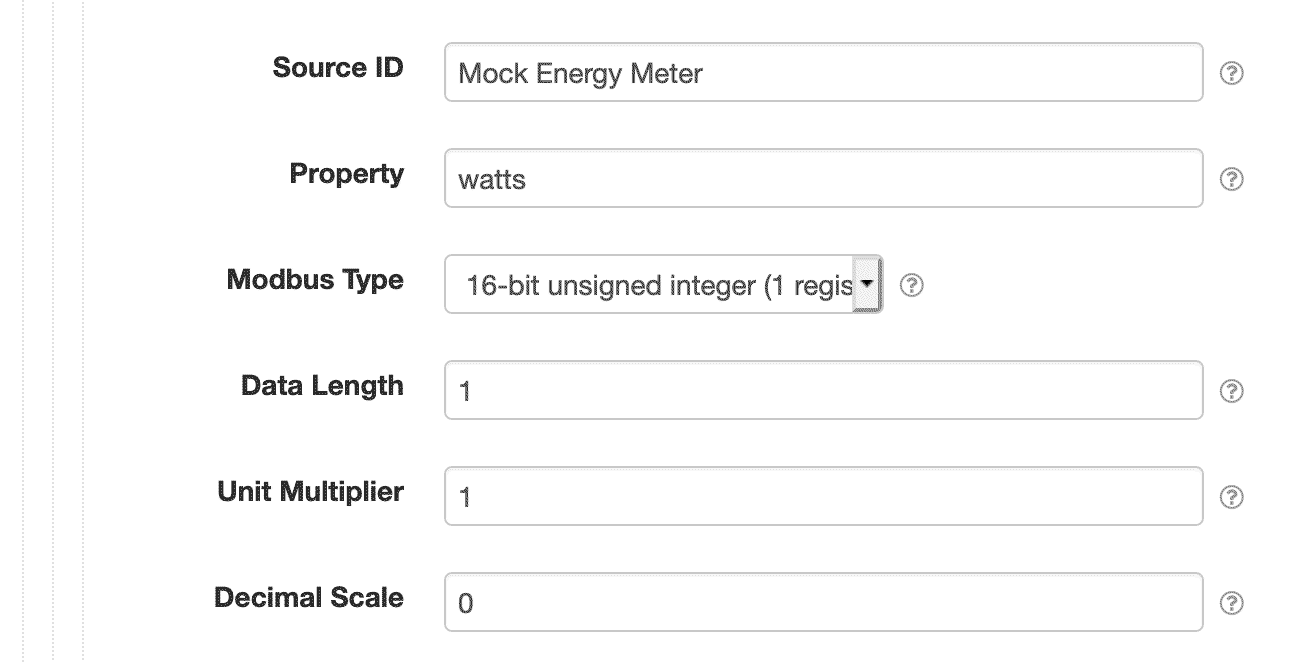 Source ID Mock Energy Meter
Property watts
Modbus Type 16-bit unsigned integer (1 regis
Data Length 1
Unit Multiplier 1
Decimal Scale 0